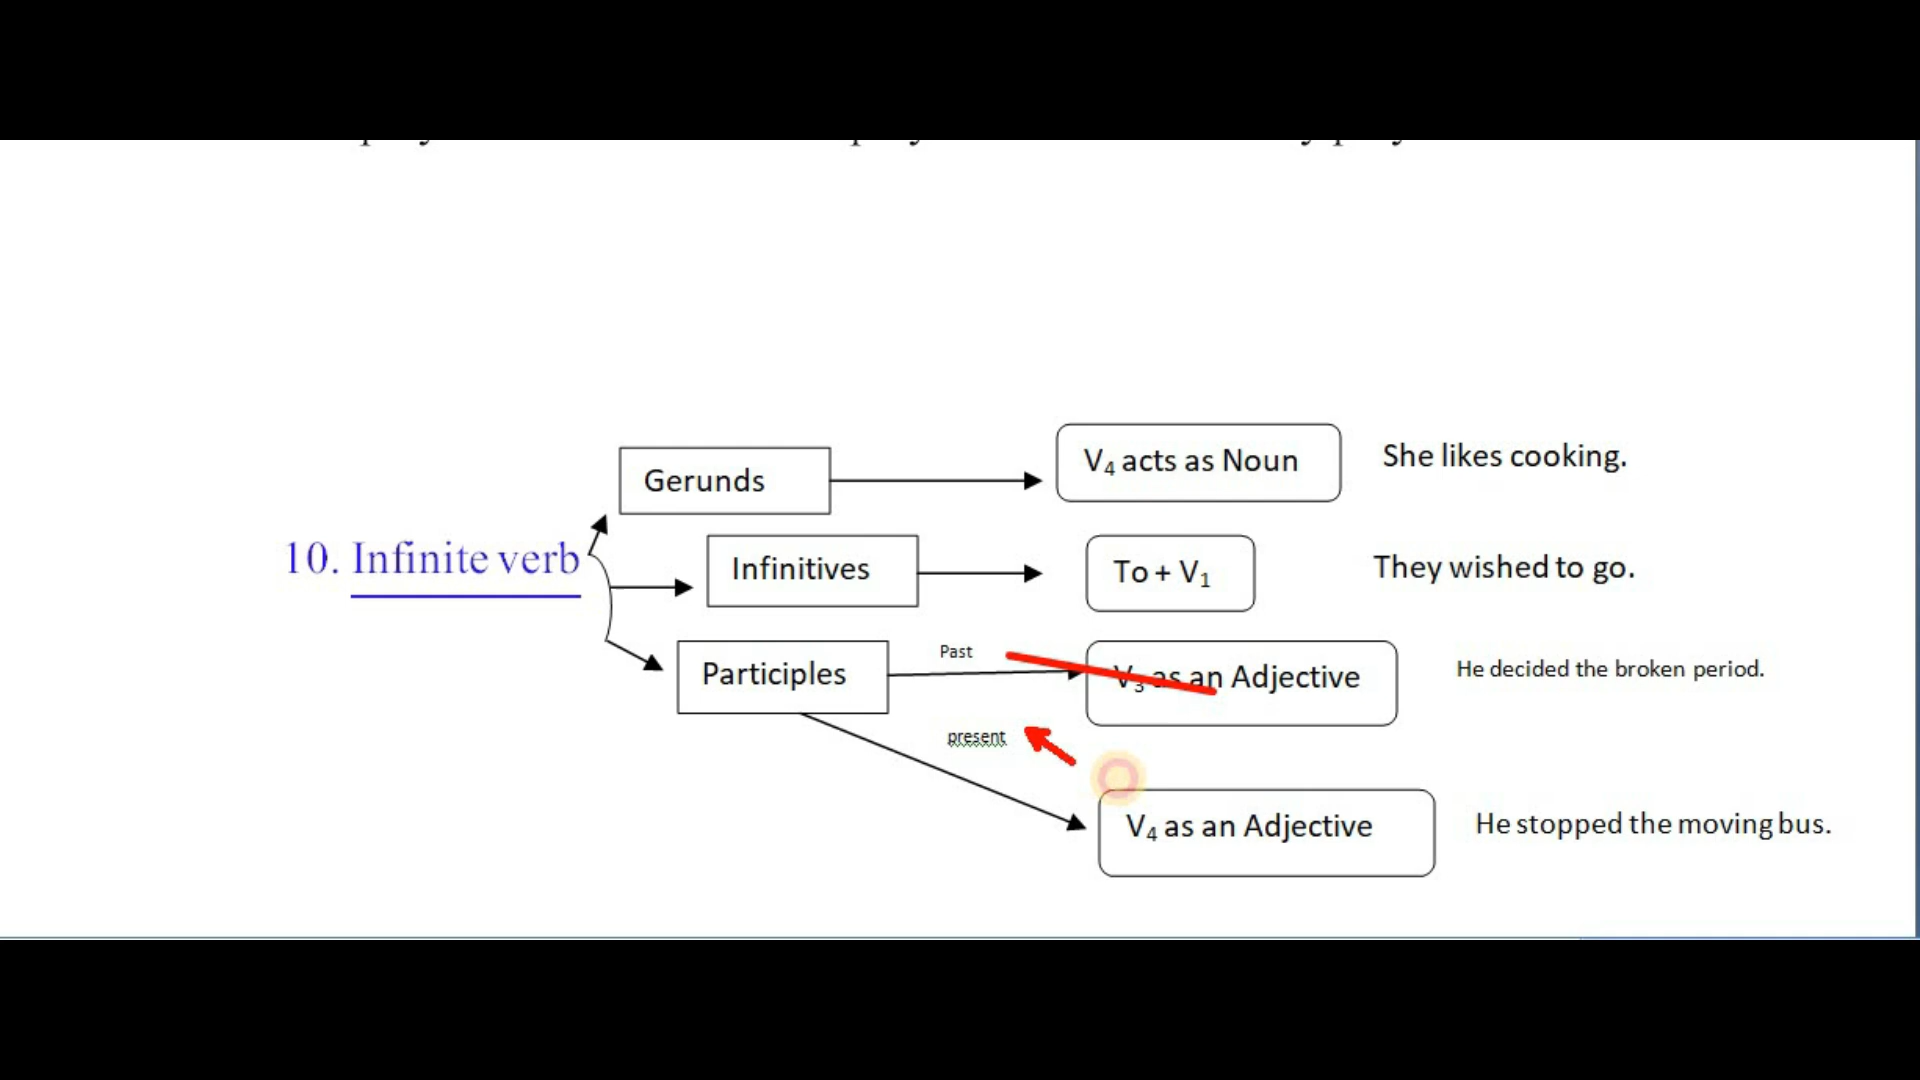 Gerunds
V₄ acts as Noun
She likes cooking.
10. Infinite verb
Infinitives
To + V₁
They wished to go.
Participles
Past
V₃ as an Adjective
He decided the broken period.
present
V₄ as an Adjective
He stopped the moving bus.